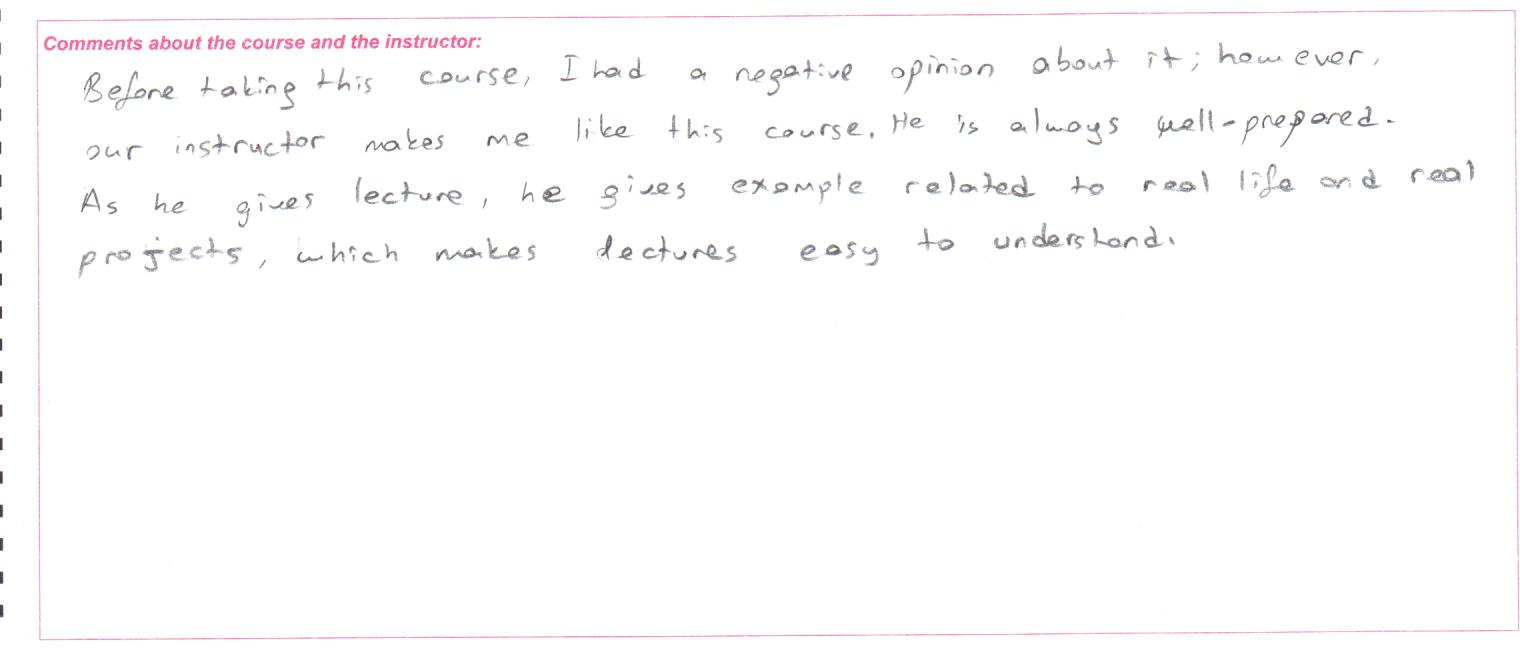 Comments about the course and the instructor:
Before taking this course, I had a negative opinion about it; however,
our instructor makes me like this course. He is always well-prepared.
As he gives lecture, he gives example related to real life and real
projects, which makes lectures easy to understand.